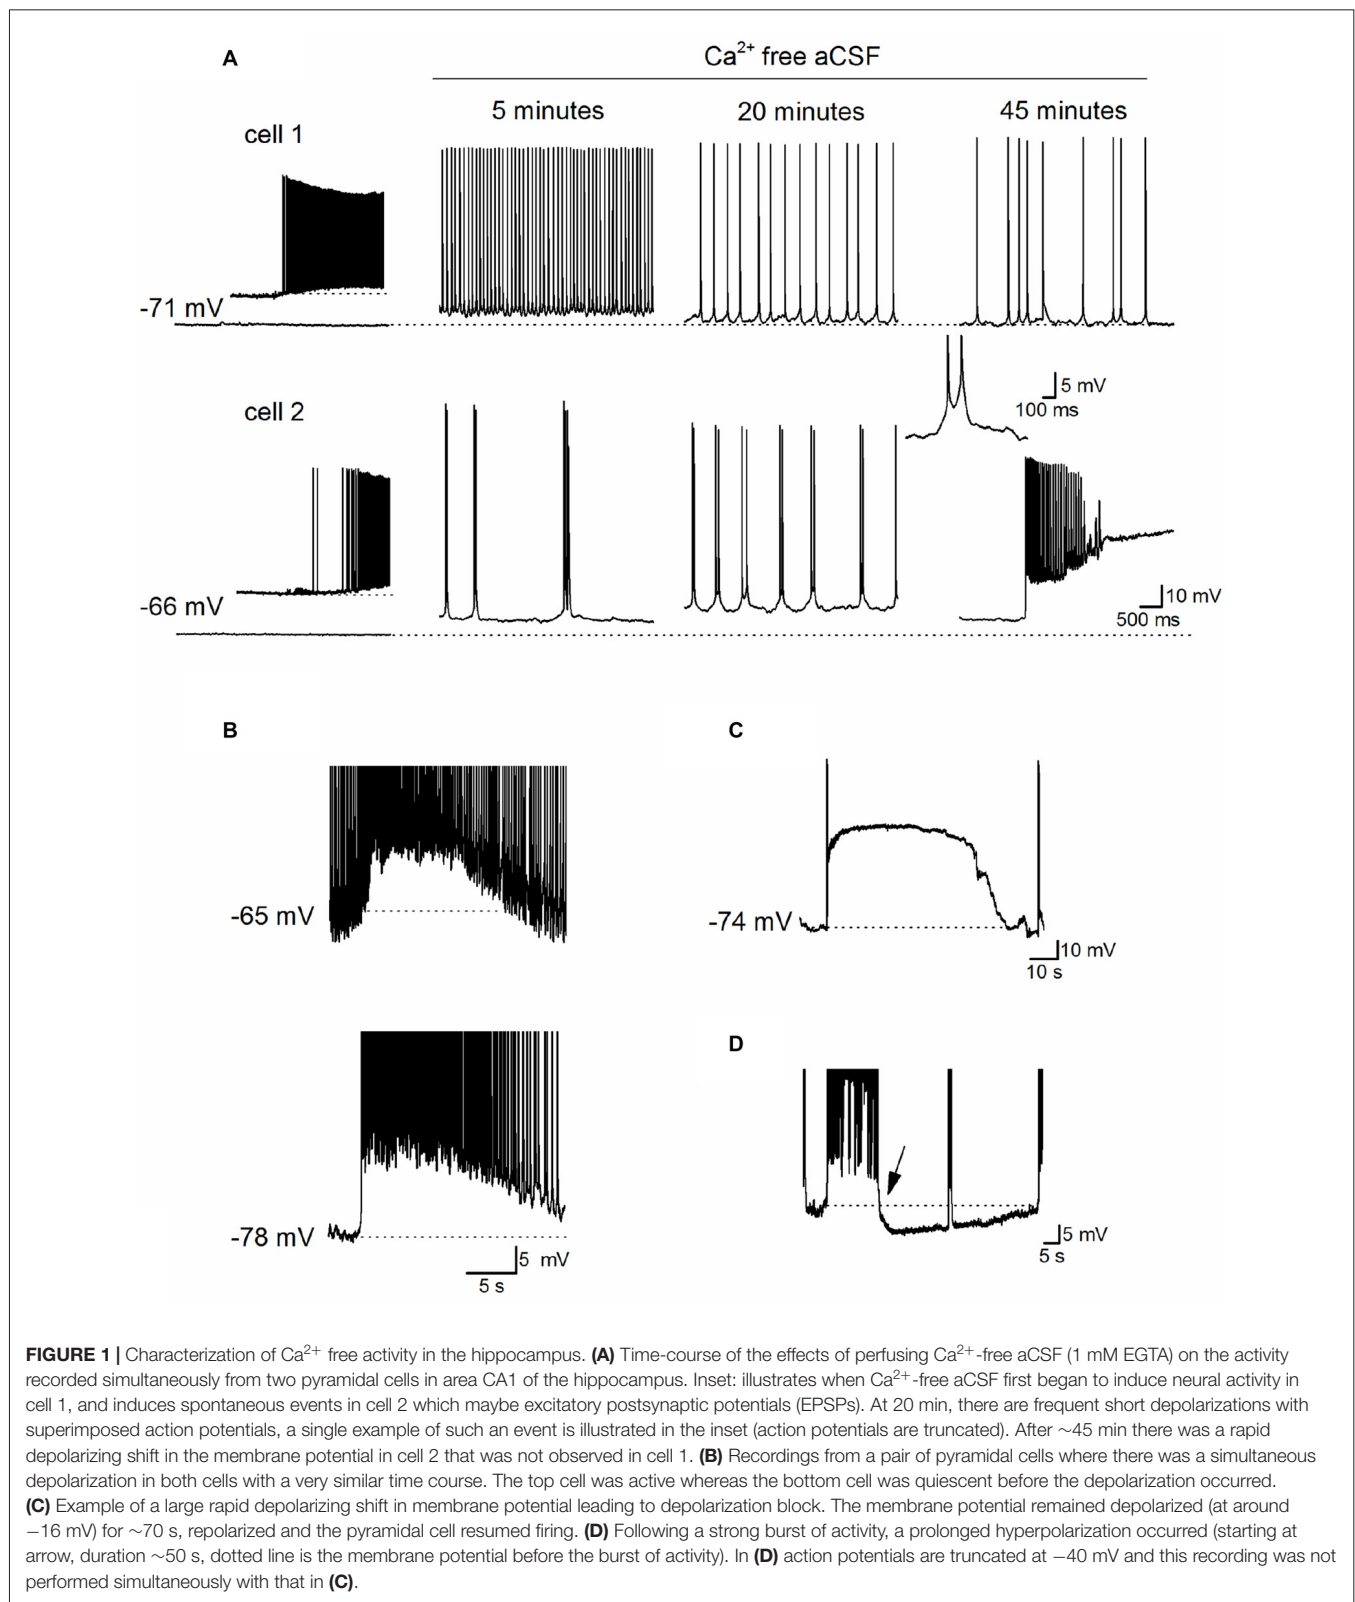 A
Ca2+ free aCSF
5 minutes
20 minutes
45 minutes
cell 1
-71 mV
5 mV
100 ms
cell 2
-66 mV
10 mV
500 ms
B
C
-65 mV
-74 mV
10 mV
10 s
D
-78 mV
5 mV
5 s
5 mV
5 s
FIGURE 1 | Characterization of Ca2+ free activity in the hippocampus. (A) Time-course of the effects of perfusing Ca2+-free aCSF (1 mM EGTA) on the activity
recorded simultaneously from two pyramidal cells in area CA1 of the hippocampus. Inset: illustrates when Ca2+-free aCSF first began to induce neural activity in
cell 1, and induces spontaneous events in cell 2 which maybe excitatory postsynaptic potentials (EPSPs). At 20 min, there are frequent short depolarizations with
superimposed action potentials, a single example of such an event is illustrated in the inset (action potentials are truncated). After ~45 min there was a rapid
depolarizing shift in the membrane potential in cell 2 that was not observed in cell 1. (B) Recordings from a pair of pyramidal cells where there was a simultaneous
depolarization in both cells with a very similar time course. The top cell was active whereas the bottom cell was quiescent before the depolarization occurred.
(C) Example of a large rapid depolarizing shift in membrane potential leading to depolarization block. The membrane potential remained depolarized (at around
−16 mV) for ~70 s, repolarized and the pyramidal cell resumed firing. (D) Following a strong burst of activity, a prolonged hyperpolarization occurred (starting at
arrow, duration ~50 s, dotted line is the membrane potential before the burst of activity). In (D) action potentials are truncated at −40 mV and this recording was not
performed simultaneously with that in (C).